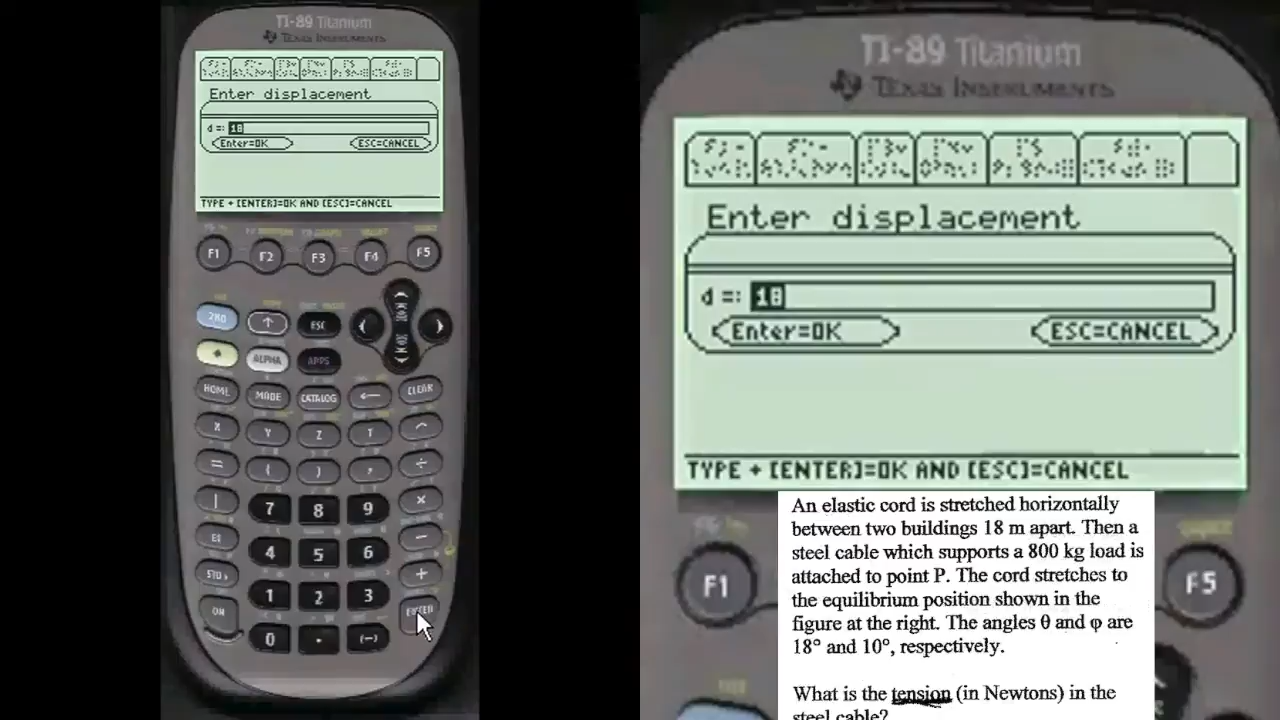 TI-89 Titanium
TEXAS INSTRUMENTS
Enter displacement
d =: 18
Enter=OK ESC=CANCEL
TYPE + [ENTER]=OK AND [ESC]=CANCEL
F1 F2 F3 F4 F5
2ND ↑ ESC
ALPHA APPS
HOME MODE CATALOG ← CLEAR
X Y Z T ^
= ( ) , ÷
| 7 8 9 ×
EE 4 5 6 −
STO▸ 1 2 3 +
ON 0 . (−) ENTER
TI-89 Titanium
TEXAS INSTRUMENTS
Enter displacement
d =: 18
Enter=OK ESC=CANCEL
TYPE + [ENTER]=OK AND [ESC]=CANCEL
F1 F5
An elastic cord is stretched horizontally
between two buildings 18 m apart. Then a
steel cable which supports a 800 kg load is
attached to point P. The cord stretches to
the equilibrium position shown in the
figure at the right. The angles θ and φ are
18° and 10°, respectively.
What is the tension (in Newtons) in the
steel cable?